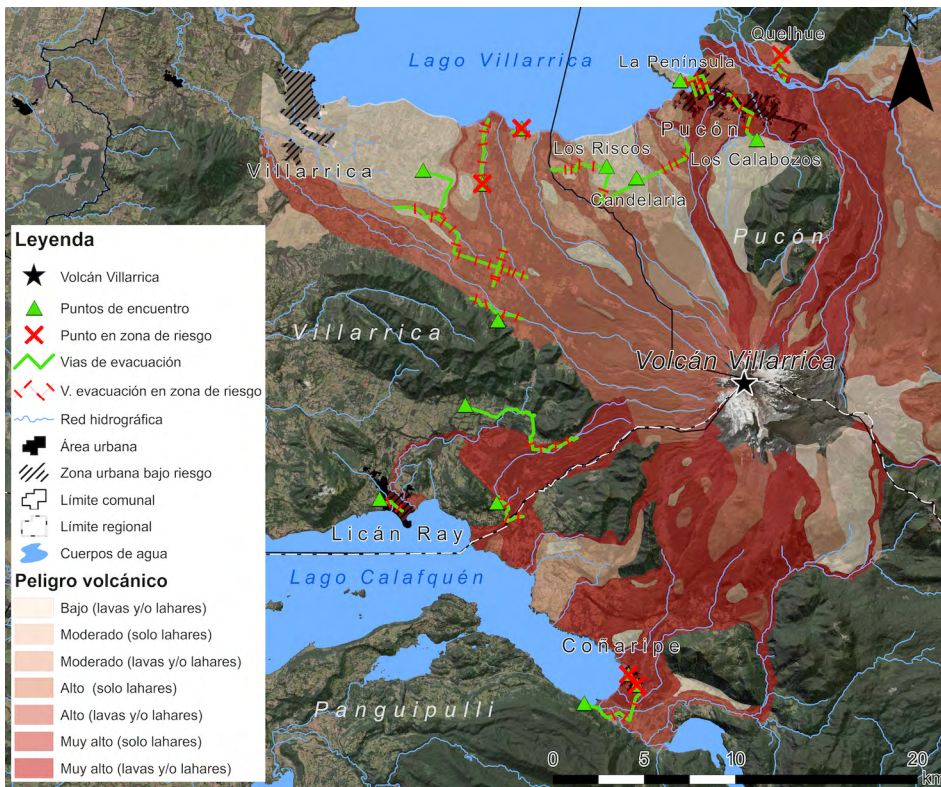 Quelhue
N
Lago Villarrica
La Península
Pucón
Los Riscos
Los Calabozos
Villarrica
Candelaria
Pucón
Leyenda
Volcán Villarrica
Puntos de encuentro
Punto en zona de riesgo
Vias de evacuación
V. evacuación en zona de riesgo
Red hidrográfica
Área urbana
Zona urbana bajo riesgo
Límite comunal
Límite regional
Cuerpos de agua
Peligro volcánico
Bajo (lavas y/o lahares)
Moderado (solo lahares)
Moderado (lavas y/o lahares)
Alto (solo lahares)
Alto (lavas y/o lahares)
Muy alto (solo lahares)
Muy alto (lavas y/o lahares)
Villarrica
Volcán Villarrica
Licán Ray
Lago Calafquén
Coñaripe
Panguipulli
0 5 10 20
km